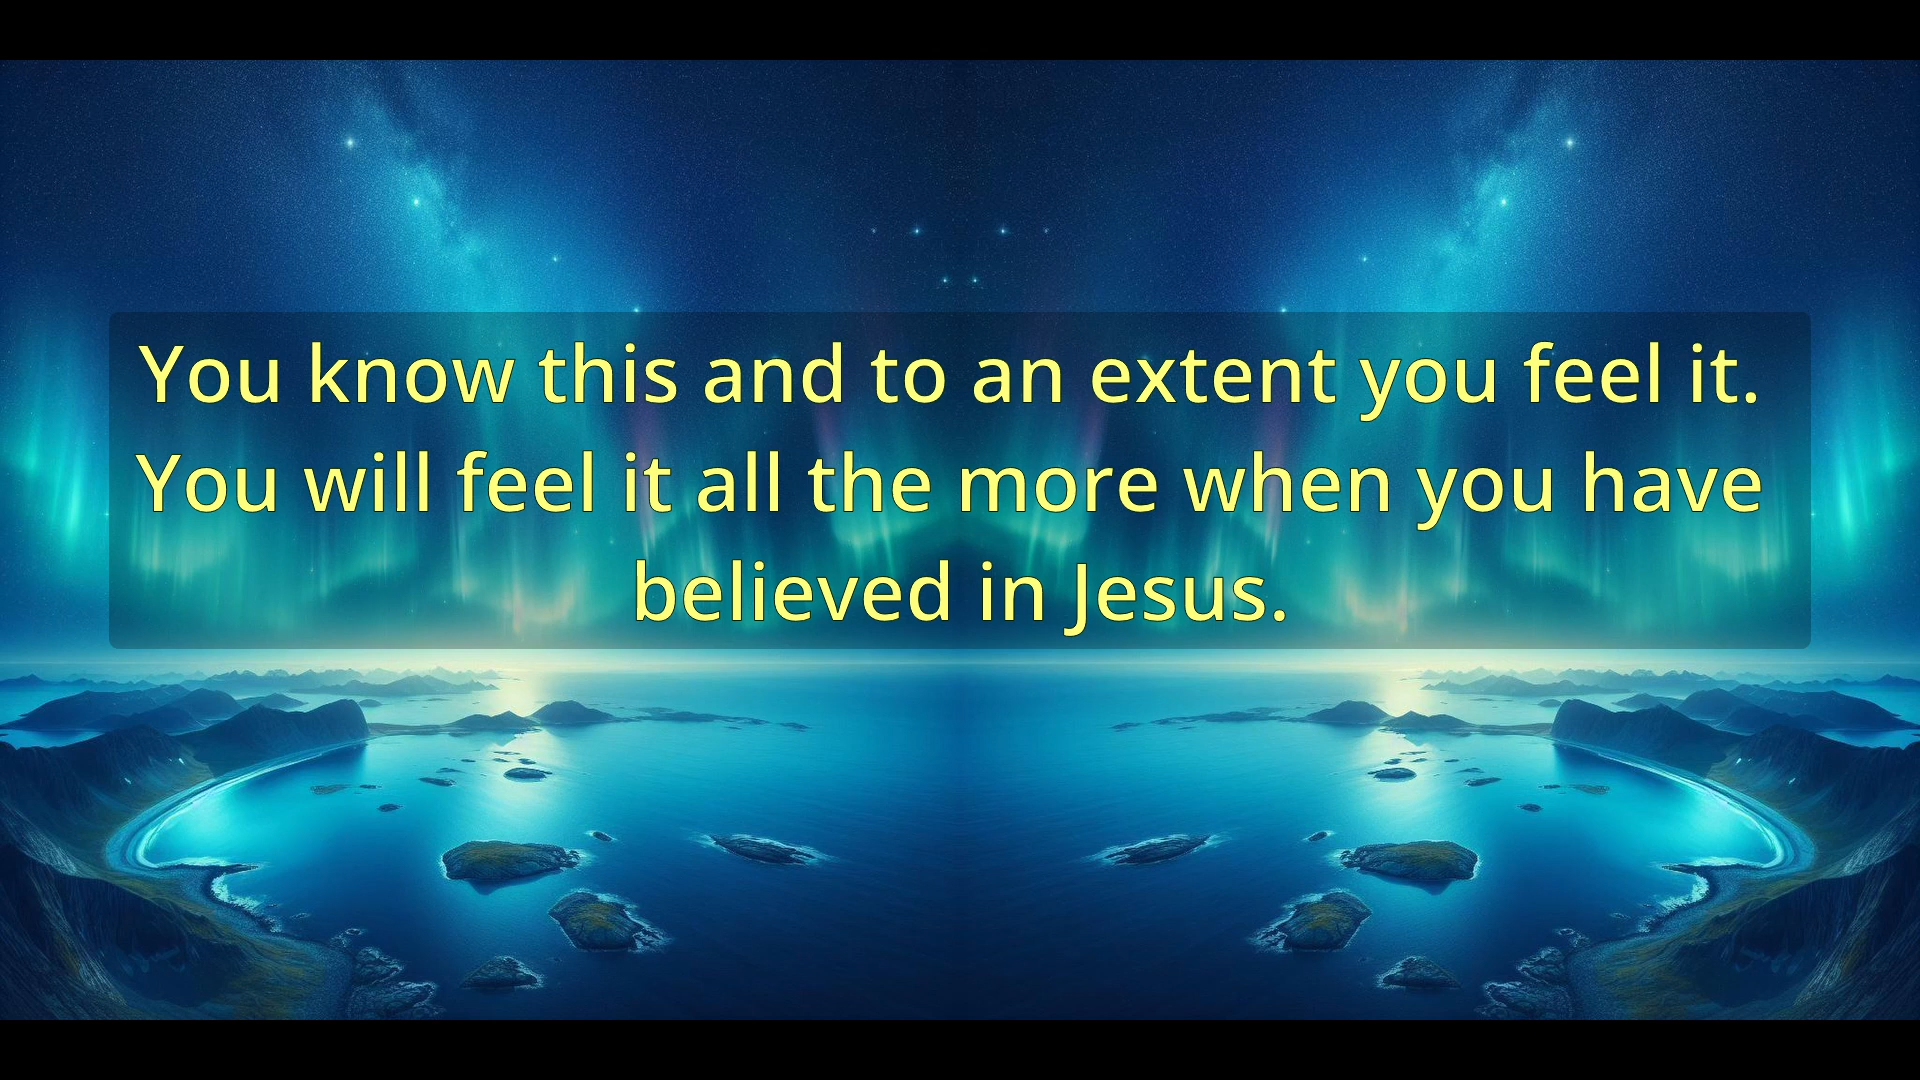 You know this and to an extent you feel it.
You will feel it all the more when you have
believed in Jesus.